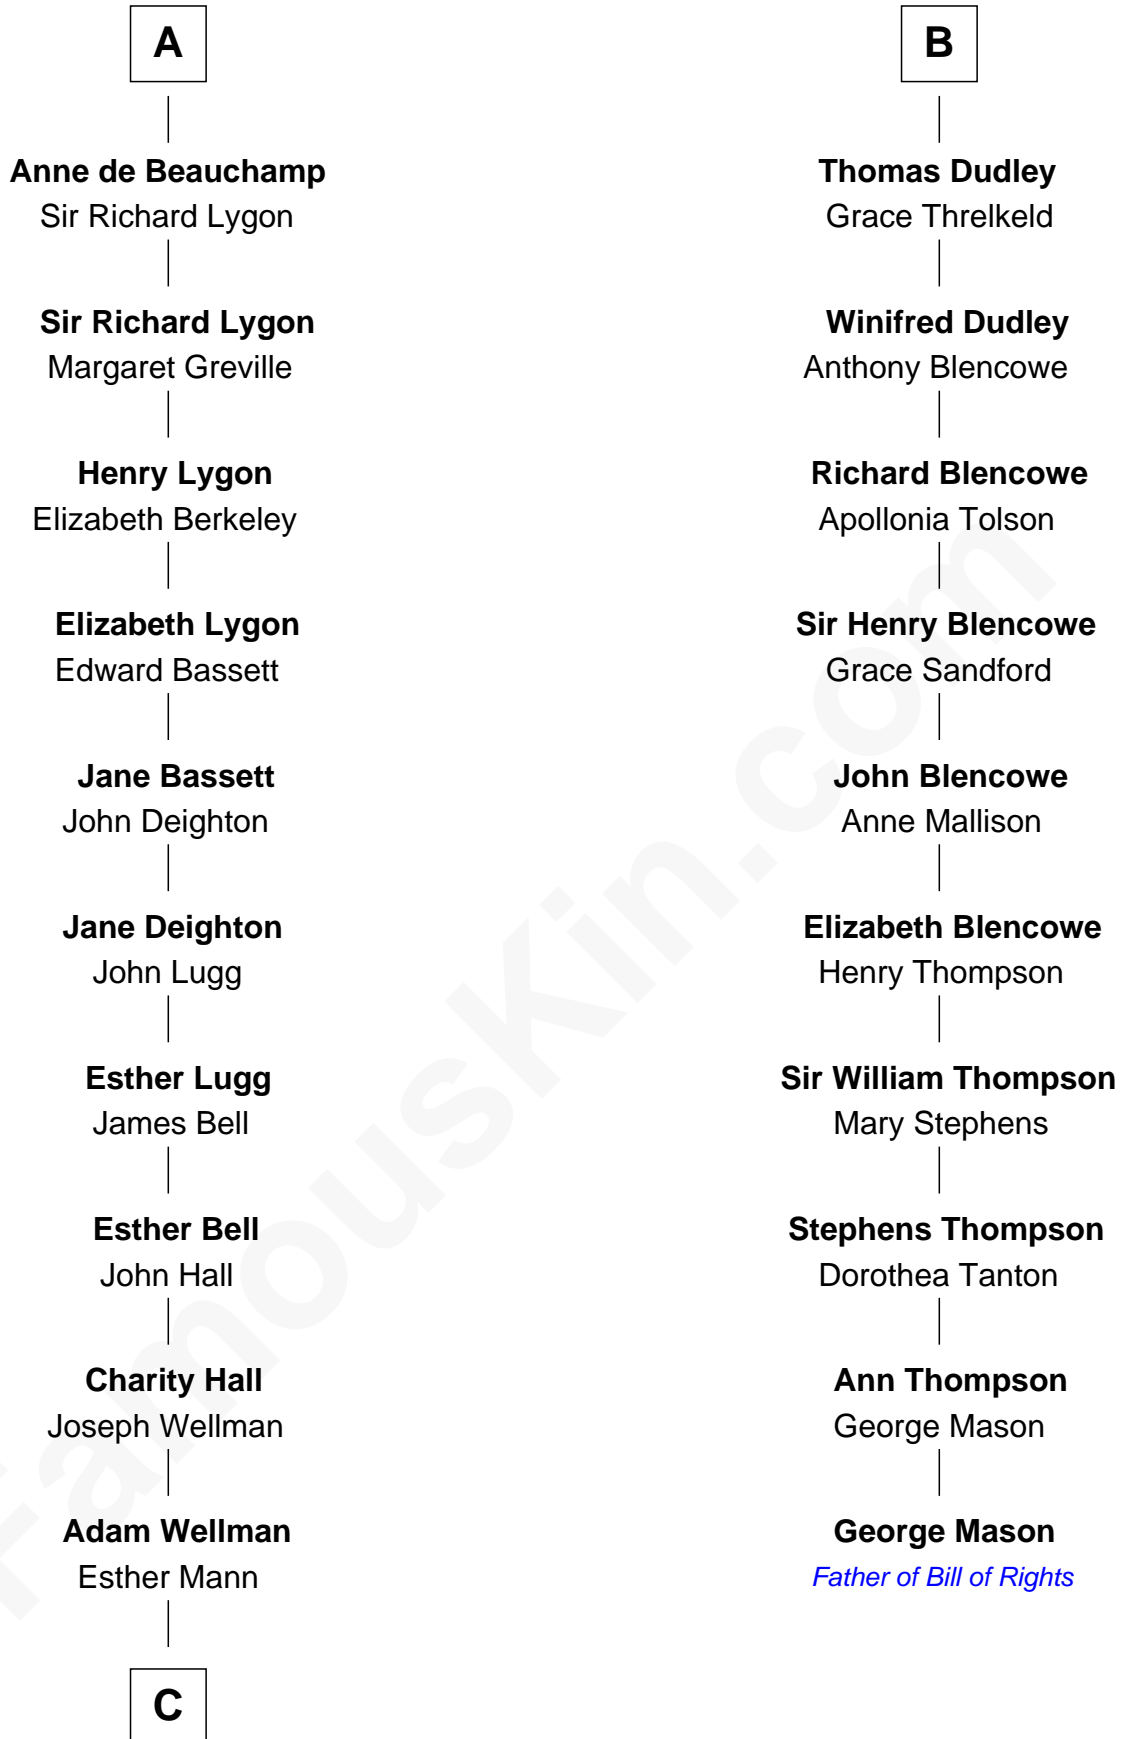 A
Anne de Beauchamp
Sir Richard Lygon
Sir Richard Lygon
Margaret Greville
Henry Lygon
Elizabeth Berkeley
Elizabeth Lygon
Edward Bassett
Jane Bassett
John Deighton
Jane Deighton
John Lugg
Esther Lugg
James Bell
Esther Bell
John Hall
Charity Hall
Joseph Wellman
Adam Wellman
Esther Mann
C
B
Thomas Dudley
Grace Threlkeld
Winifred Dudley
Anthony Blencowe
Richard Blencowe
Apollonia Tolson
Sir Henry Blencowe
Grace Sandford
John Blencowe
Anne Mallison
Elizabeth Blencowe
Henry Thompson
Sir William Thompson
Mary Stephens
Stephens Thompson
Dorothea Tanton
Ann Thompson
George Mason
George Mason
Father of Bill of Rights
FamousKin.com